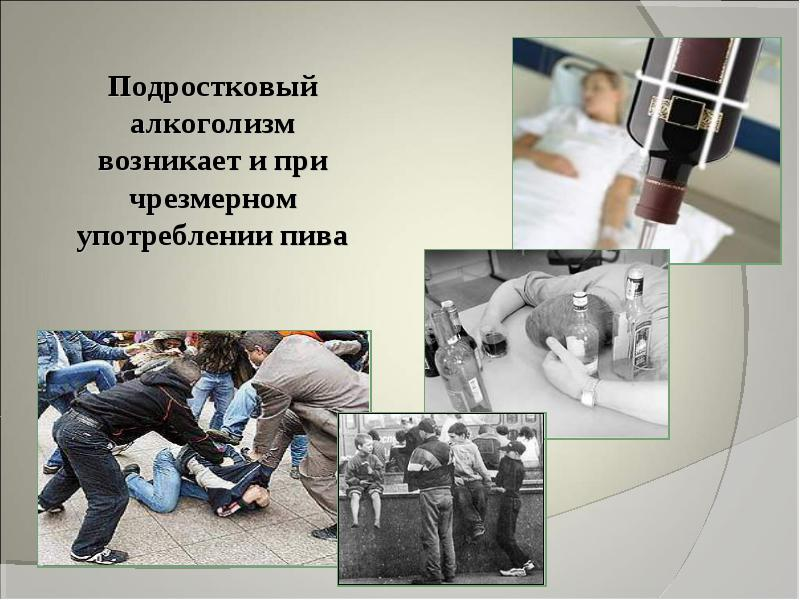 Подростковый
алкоголизм
возникает и при
чрезмерном
употреблении пива